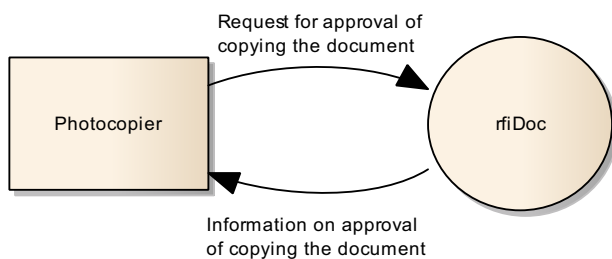 Request for approval of
copying the document
Photocopier
rfiDoc
Information on approval
of copying the document